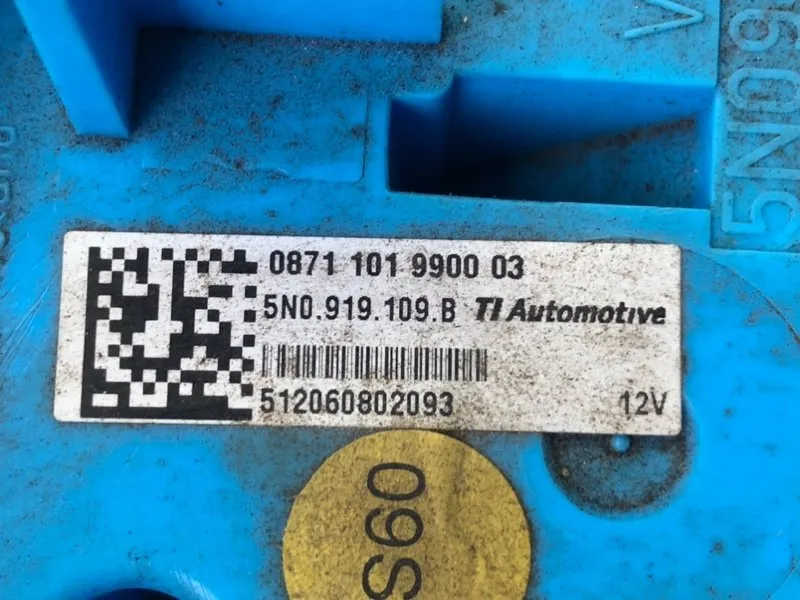 V
5N09
0871 101 9900 03
5N0.919.109.B TI Automotive
512060802093 12V
S60